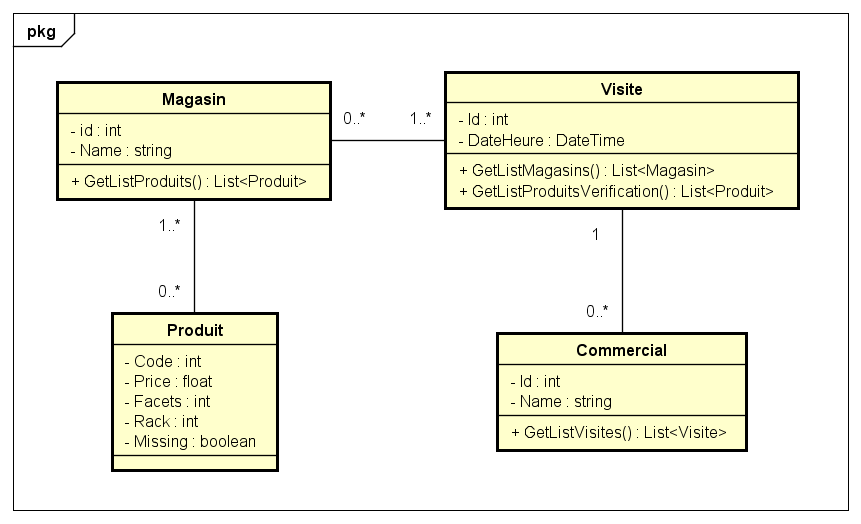 pkg
Magasin
- id : int
- Name : string
+ GetListProduits() : List<Produit>
0..*
1..*
Visite
- Id : int
- DateHeure : DateTime
+ GetListMagasins() : List<Magasin>
+ GetListProduitsVerification() : List<Produit>
1..*
0..*
1
0..*
Produit
- Code : int
- Price : float
- Facets : int
- Rack : int
- Missing : boolean
Commercial
- Id : int
- Name : string
+ GetListVisites() : List<Visite>